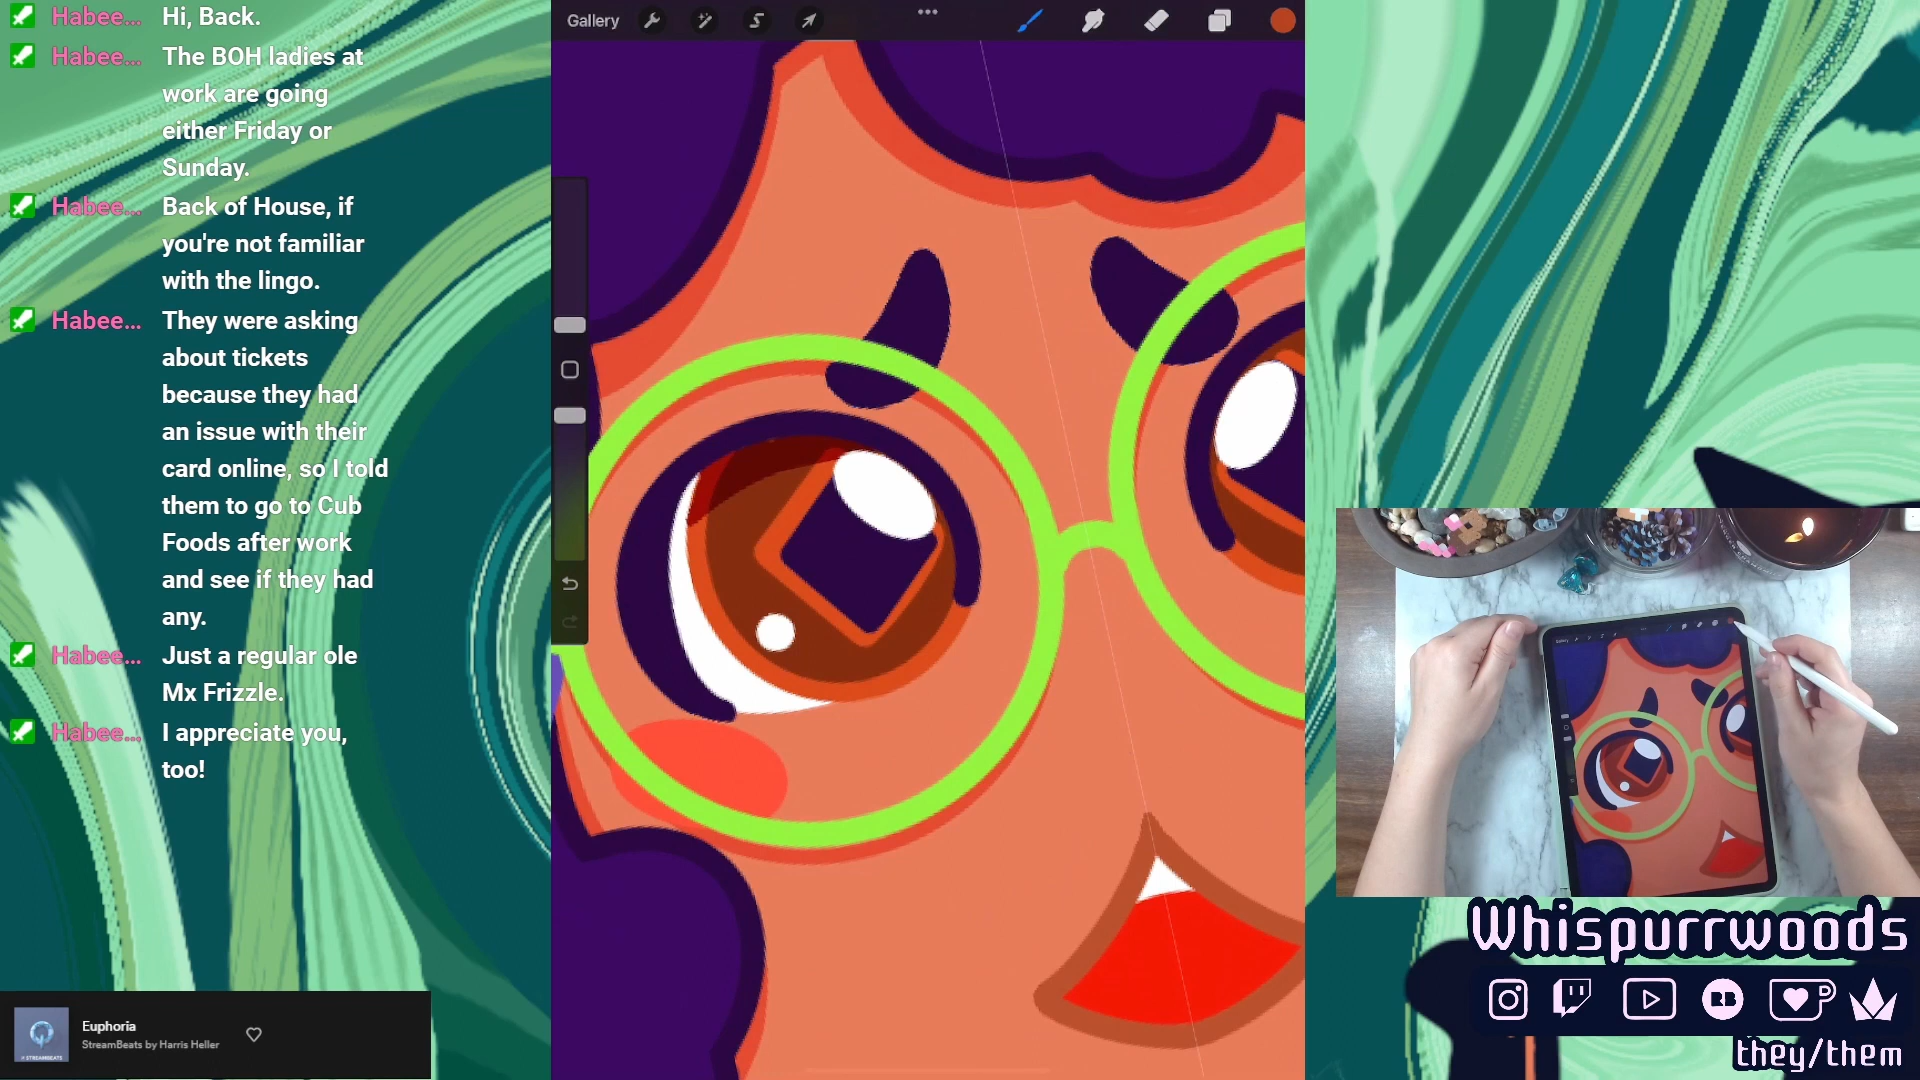 Habee... Hi, Back.
Habee... The BOH ladies at
work are going
either Friday or
Sunday.
Habee... Back of House, if
you're not familiar
with the lingo.
Habee... They were asking
about tickets
because they had
an issue with their
card online, so I told
them to go to Cub
Foods after work
and see if they had
any.
Habee... Just a regular ole
Mx Frizzle.
Habee... I appreciate you,
too!
Euphoria
StreamBeats by Harris Heller
Gallery
Whispurrwoods
they/them